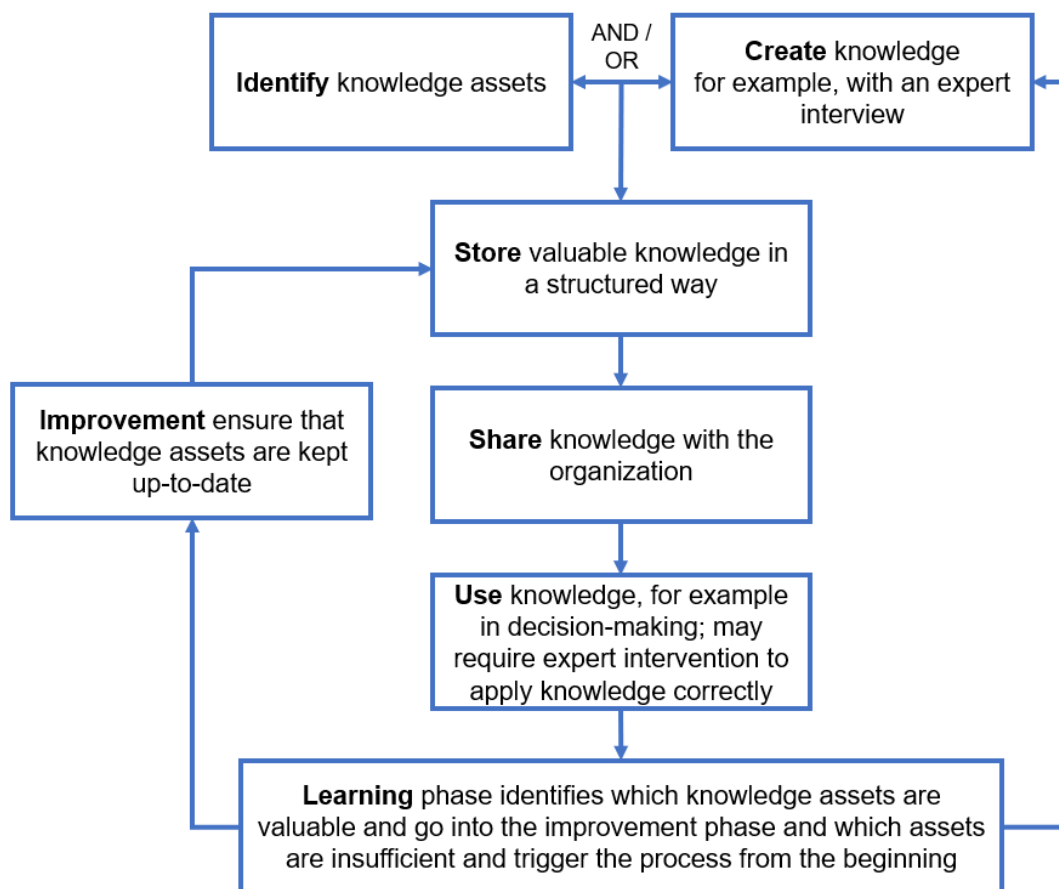 Identify knowledge assets
AND /
OR
Create knowledge
for example, with an expert
interview
Store valuable knowledge in
a structured way
Improvement ensure that
knowledge assets are kept
up-to-date
Share knowledge with the
organization
Use knowledge, for example
in decision-making; may
require expert intervention to
apply knowledge correctly
Learning phase identifies which knowledge assets are
valuable and go into the improvement phase and which assets
are insufficient and trigger the process from the beginning